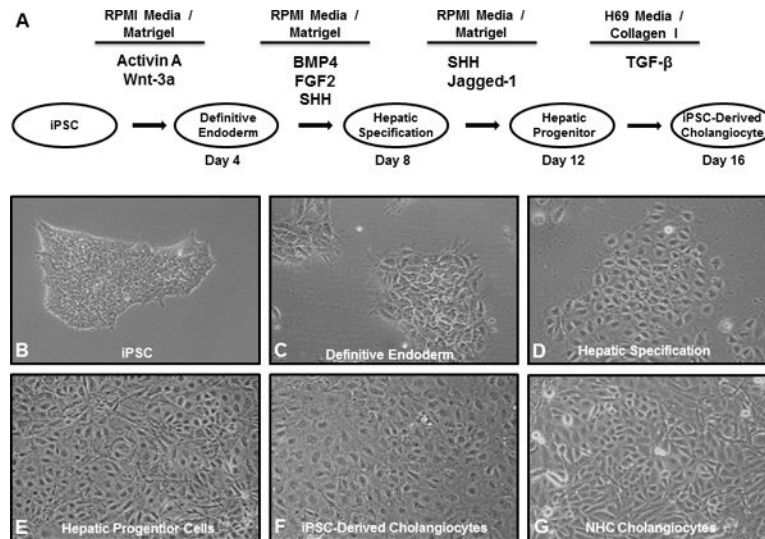 A
RPMI Media /
Matrigel
Activin A
Wnt-3a
RPMI Media /
Matrigel
BMP4
FGF2
SHH
RPMI Media /
Matrigel
SHH
Jagged-1
H69 Media /
Collagen I
TGF-β
iPSC
Definitive
Endoderm
Day 4
Hepatic
Specification
Day 8
Hepatic
Progenitor
Day 12
iPSC-Derived
Cholangiocyte
Day 16
B
iPSC
C
Definitive Endoderm
D
Hepatic Specification
E
Hepatic Progentior Cells
F
iPSC-Derived Cholangiocytes
G
NHC Cholangiocytes